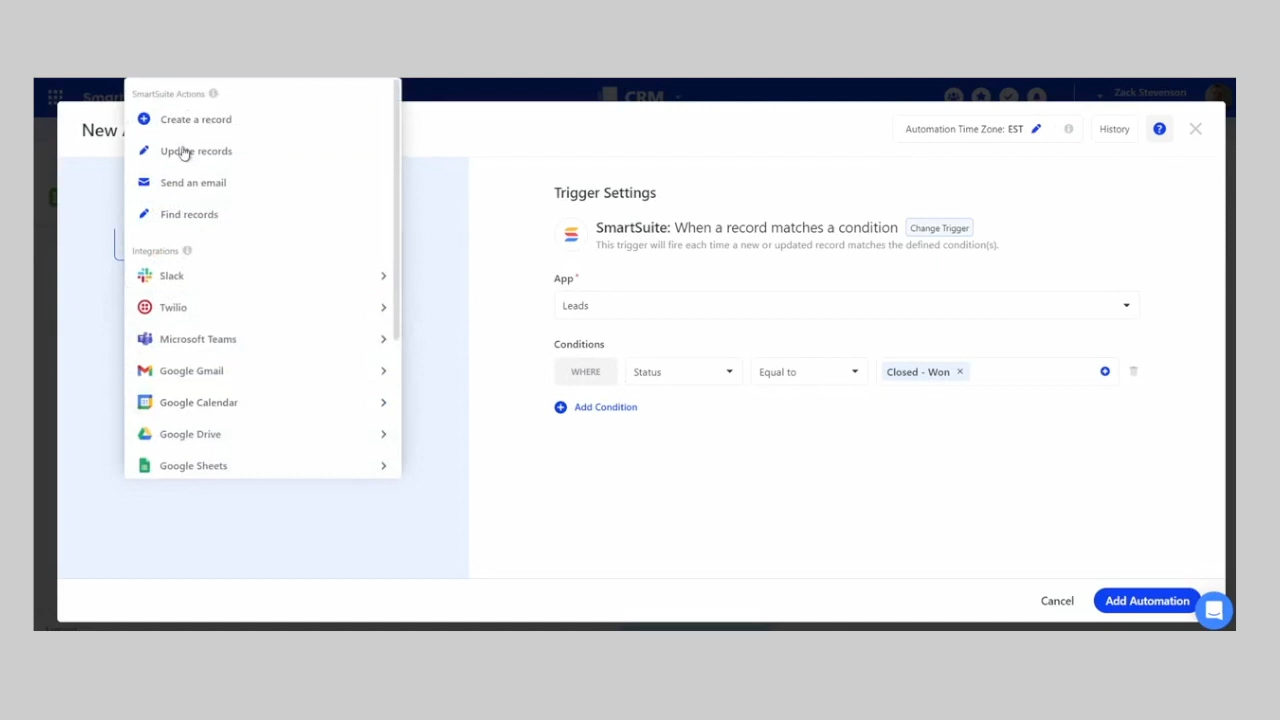 SmartSuite Actions
Create a record
Update records
Send an email
Find records
Integrations
Slack
Twilio
Microsoft Teams
Google Gmail
Google Calendar
Google Drive
Google Sheets
CRM
Zack Stevenson
New
Automation Time Zone: EST
History
?
Trigger Settings
SmartSuite: When a record matches a condition
Change Trigger
This trigger will fire each time a new or updated record matches the defined condition(s).
App*
Leads
Conditions
WHERE
Status
Equal to
Closed - Won ×
Add Condition
Cancel
Add Automation